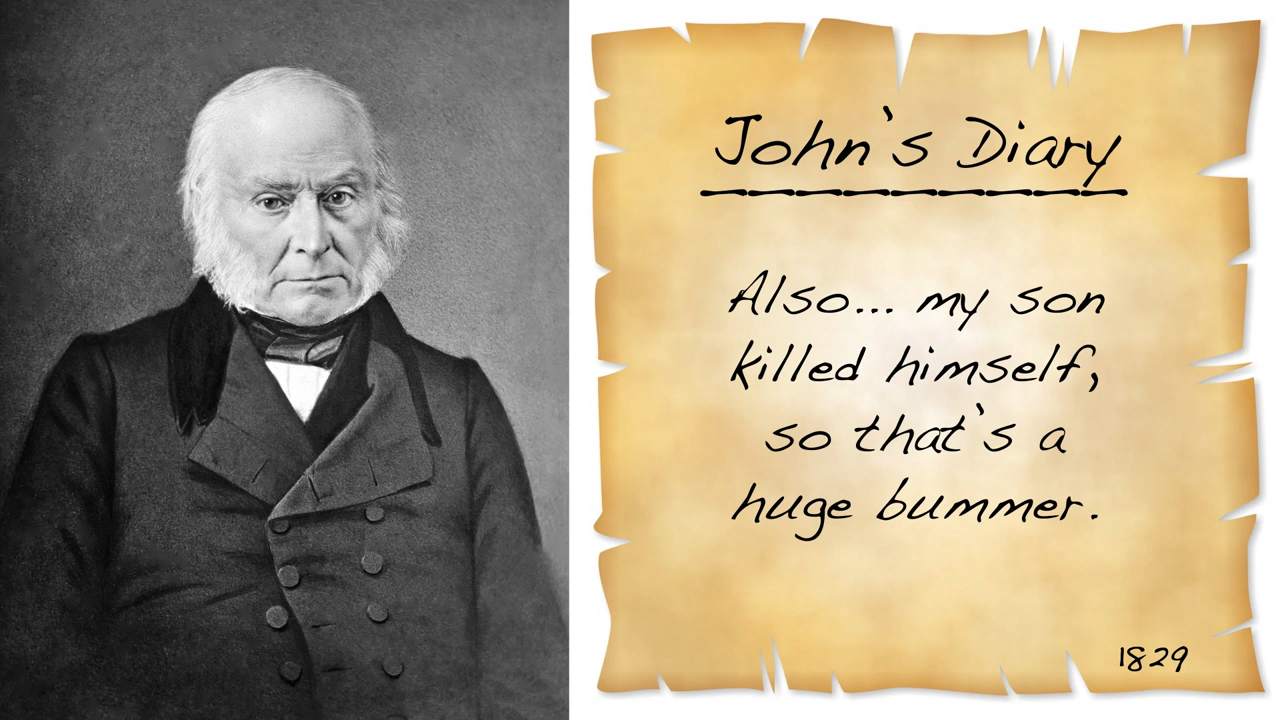 John's Diary
Also... my son
killed himself,
so that's a
huge bummer.
1829